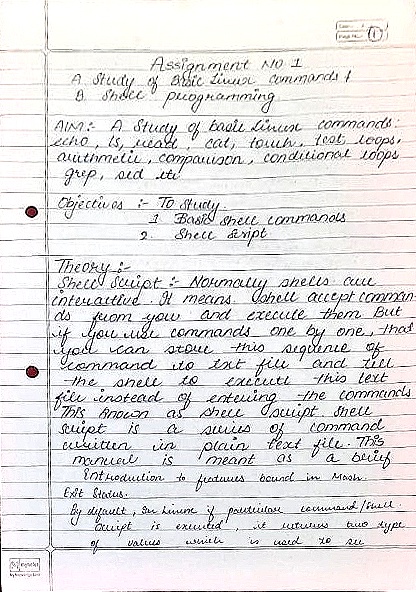 1
Assignment No 1
A. Study of Basic Linux commands &
B. Shell programming
AIM:- A Study of basic Linux commands:
echo, ls, read, cat, touch, test, loops,
arithmetic, comparison, conditional loops
grep, sed etc
Objectives :- To study.
1. Basic shell commands
2. Shell script
Theory :-
Shell Script :- Normally shells are
interactive. It means shell accept comman-
ds from you and execute them But
if you use commands one by one, that
you can store this sequence of
command to txt file and tell
the shell to execute this text
file instead of entering the commands
This known as shell script. shell
script is a series of command
written in plain text file. This
manual is meant as a brief
Introduction to features bound in
Exit Status.
By default, in Linux if particular command/shell
script is executed, it returns two type
of values which is used to see